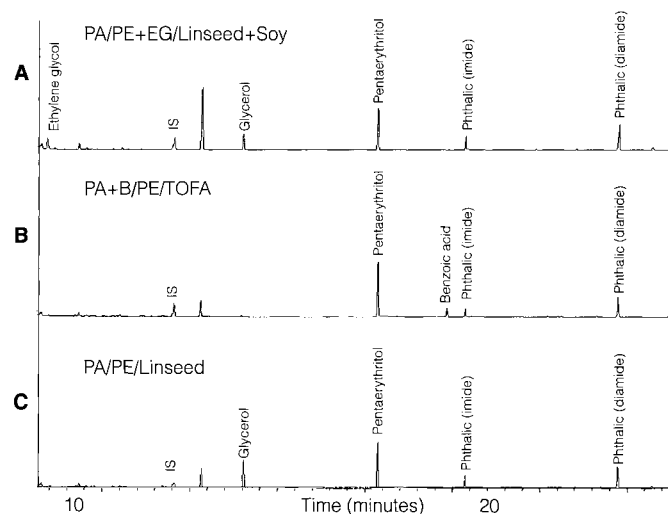 PA/PE+EG/Linseed+Soy
A
Ethylene glycol
IS
Glycerol
Pentaerythritol
Phthalic (imide)
Phthalic (diamide)
PA+B/PE/TOFA
B
IS
Pentaerythritol
Benzoic acid
Phthalic (imide)
Phthalic (diamide)
PA/PE/Linseed
C
IS
Glycerol
Pentaerythritol
Phthalic (imide)
Phthalic (diamide)
10 Time (minutes) 20